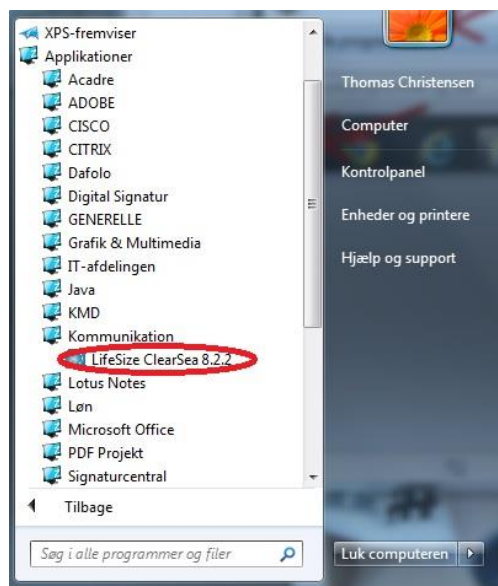 XPS-fremviser
Applikationer
Acadre
ADOBE
CISCO
CITRIX
Dafolo
Digital Signatur
GENERELLE
Grafik & Multimedia
IT-afdelingen
Java
KMD
Kommunikation
LifeSize ClearSea 8.2.2
Lotus Notes
Løn
Microsoft Office
PDF Projekt
Signaturcentral
Tilbage
Søg i alle programmer og filer
Thomas Christensen
Computer
Kontrolpanel
Enheder og printere
Hjælp og support
Luk computeren